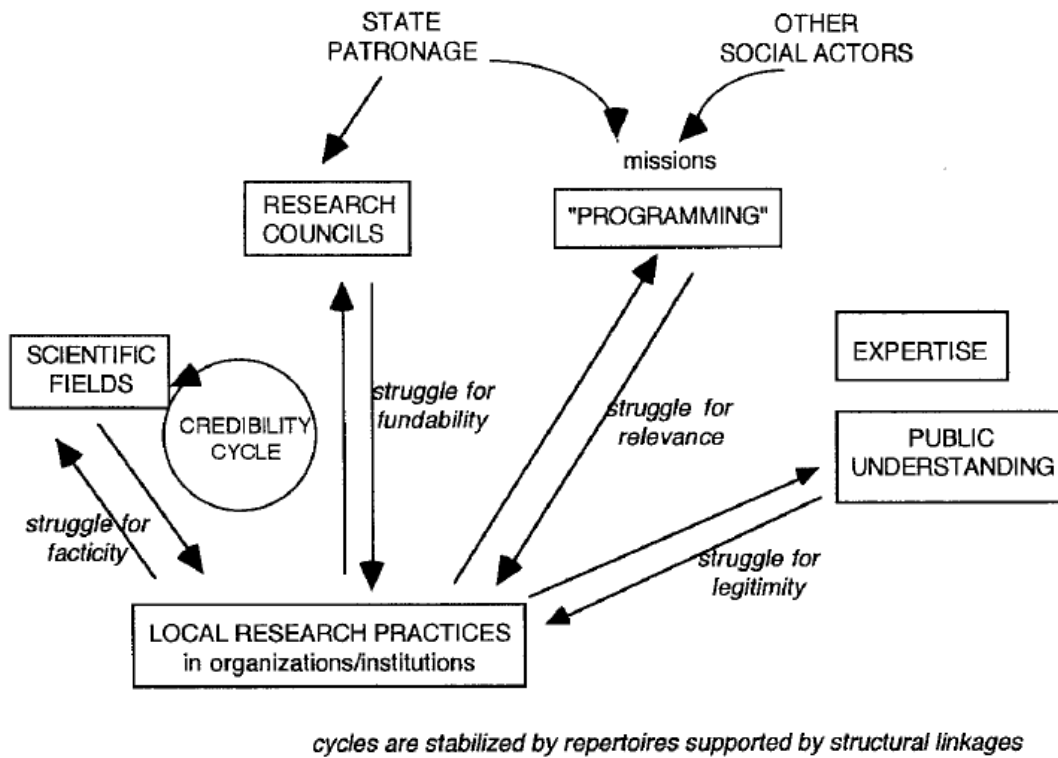 STATE
PATRONAGE
OTHER
SOCIAL ACTORS
missions
RESEARCH
COUNCILS
"PROGRAMMING"
SCIENTIFIC
FIELDS
CREDIBILITY
CYCLE
struggle for
fundability
struggle for
relevance
EXPERTISE
PUBLIC
UNDERSTANDING
struggle for
facticity
struggle for
legitimity
LOCAL RESEARCH PRACTICES
in organizations/institutions
cycles are stabilized by repertoires supported by structural linkages